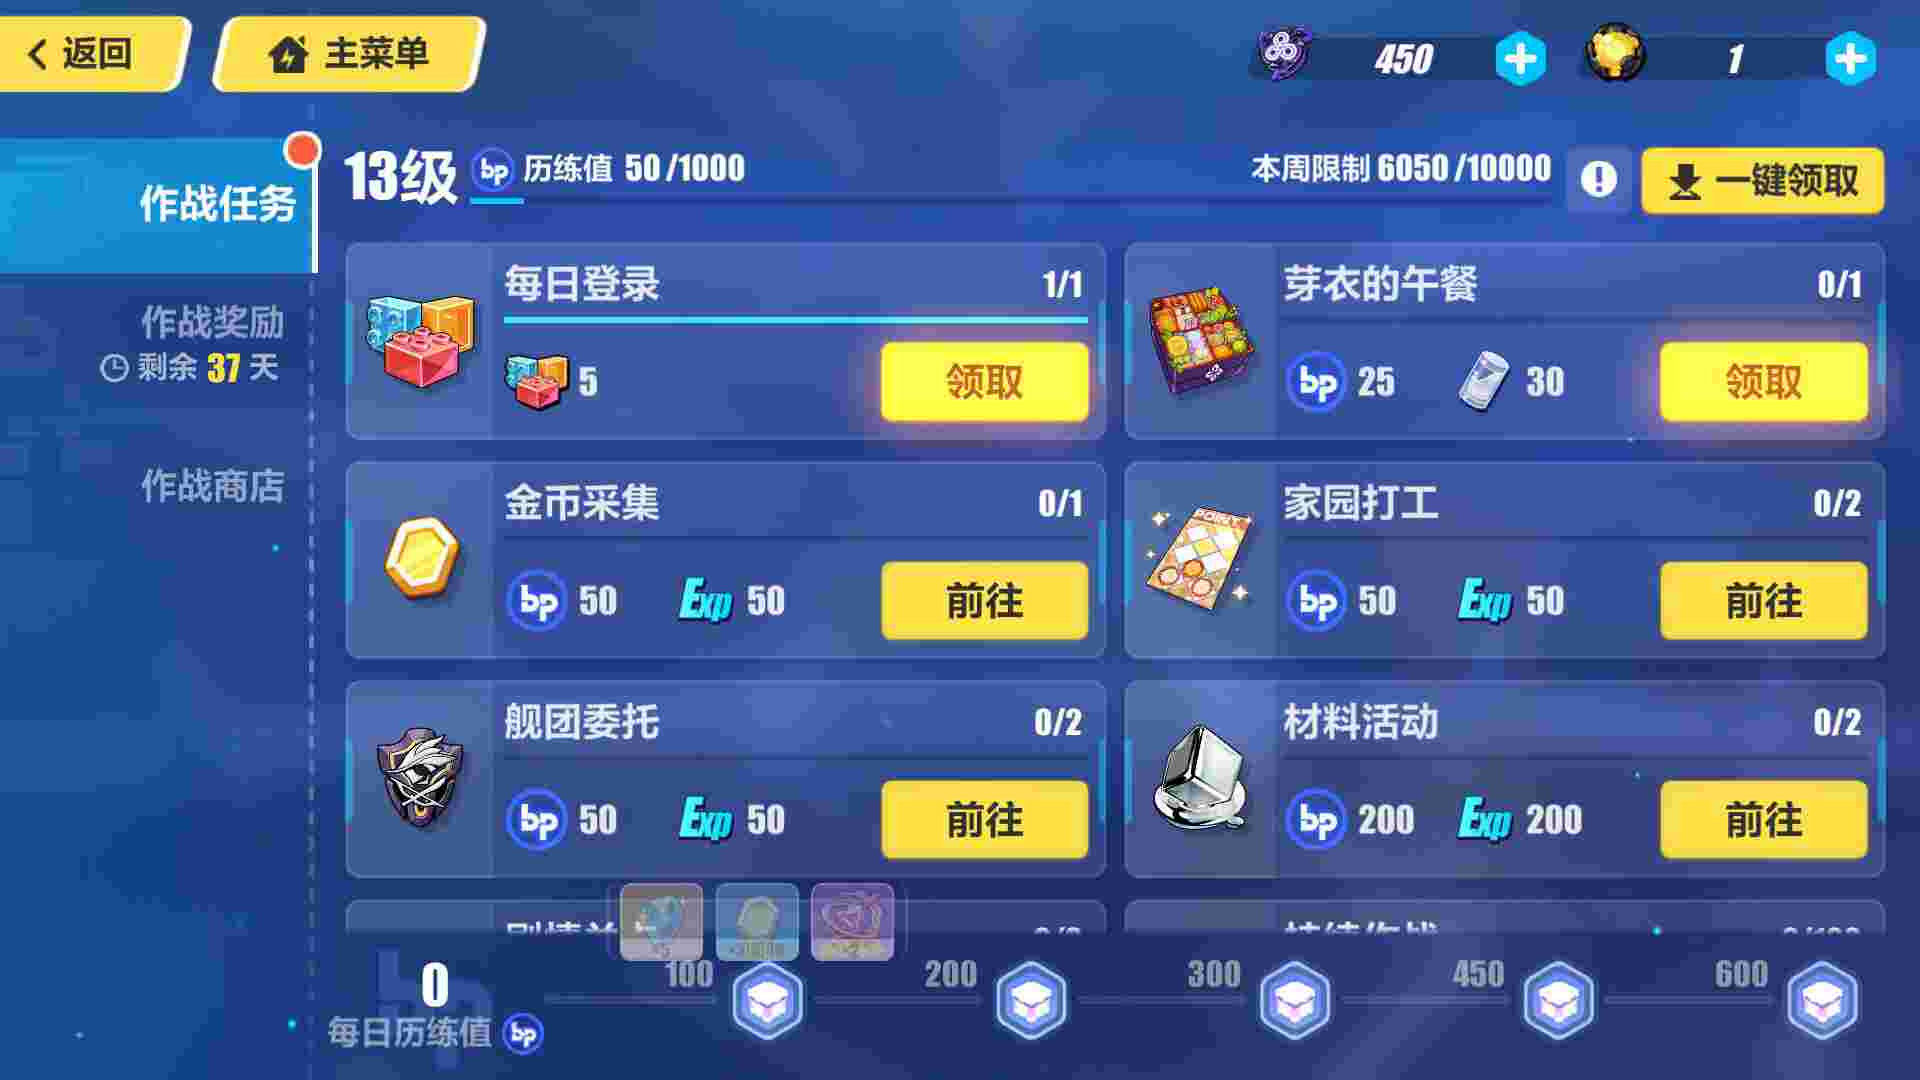 返回
主菜单
450
1
作战任务
作战奖励
剩余 37 天
作战商店
13级 bp 历练值 50/1000
本周限制 6050/10000
一键领取
每日登录 1/1
5
领取
芽衣的午餐 0/1
bp 25 30
领取
金币采集 0/1
bp 50 Exp 50
前往
家园打工 0/2
bp 50 Exp 50
前往
舰团委托 0/2
bp 50 Exp 50
前往
材料活动 0/2
bp 200 Exp 200
前往
0
每日历练值 bp
100
200
300
450
600